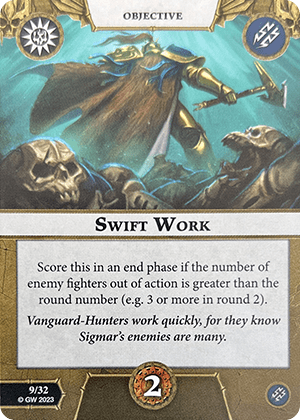 OBJECTIVE
SWIFT WORK
Score this in an end phase if the number of
enemy fighters out of action is greater than the
round number (e.g. 3 or more in round 2).
Vanguard-Hunters work quickly, for they know
Sigmar's enemies are many.
9/32
© GW 2023
2